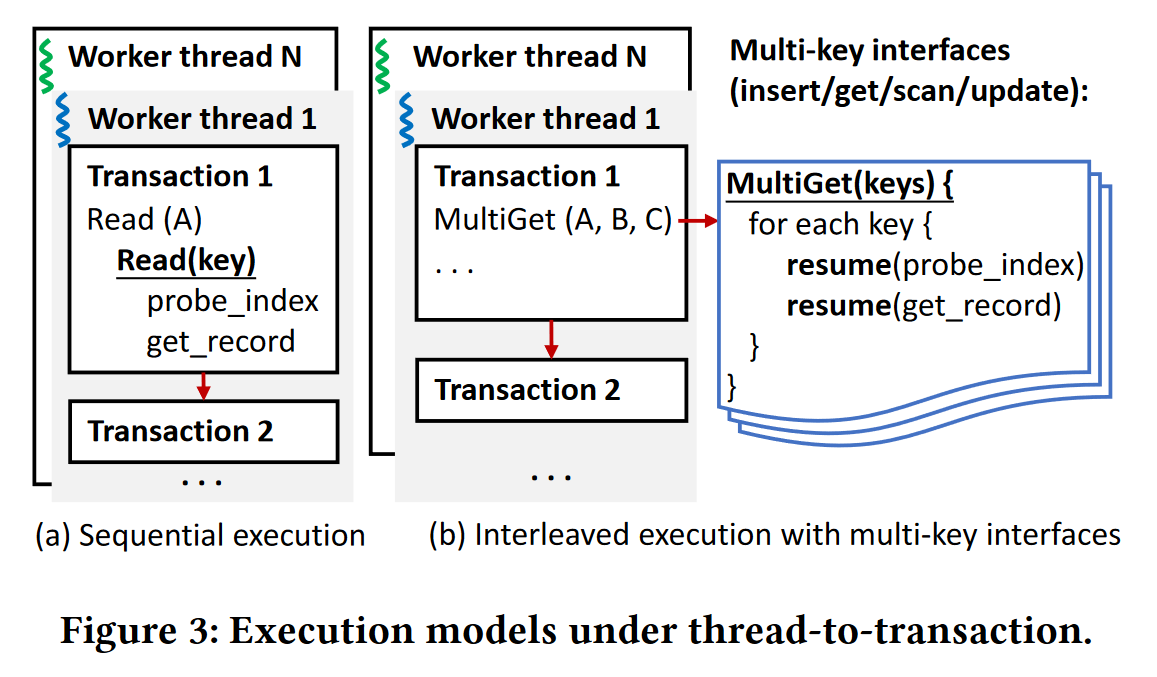 Worker thread N
Worker thread 1
Transaction 1
Read (A)
Read(key)
probe_index
get_record
Transaction 2
. . .
(a) Sequential execution
Worker thread N
Worker thread 1
Transaction 1
MultiGet (A, B, C)
. . .
Transaction 2
. . .
Multi-key interfaces
(insert/get/scan/update):
MultiGet(keys) {
for each key {
resume(probe_index)
resume(get_record)
}
}
(b) Interleaved execution with multi-key interfaces
Figure 3: Execution models under thread-to-transaction.